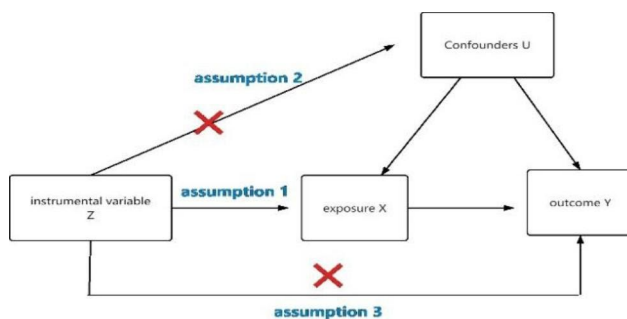 Confounders U
assumption 2
instrumental variable
Z
assumption 1
exposure X
outcome Y
assumption 3